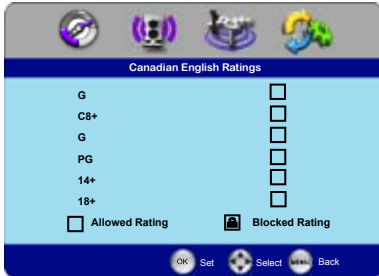 Canadian English Ratings
G
C8+
G
PG
14+
18+
Allowed Rating Blocked Rating
OK Set Select MENU Back